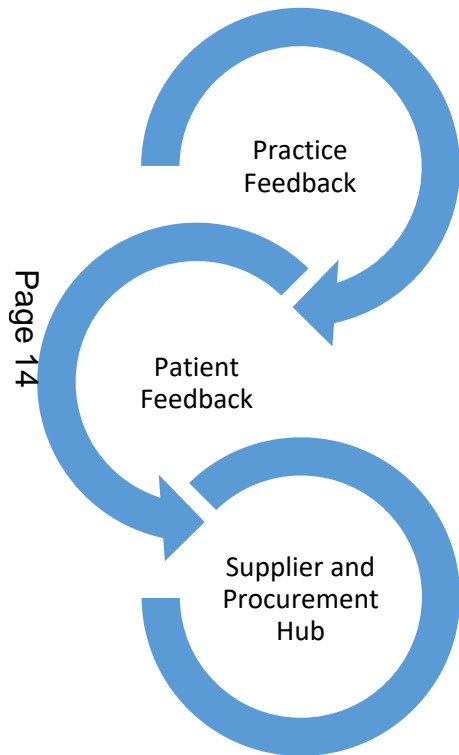 Practice
Feedback
Page 14
Patient
Feedback
Supplier and
Procurement
Hub